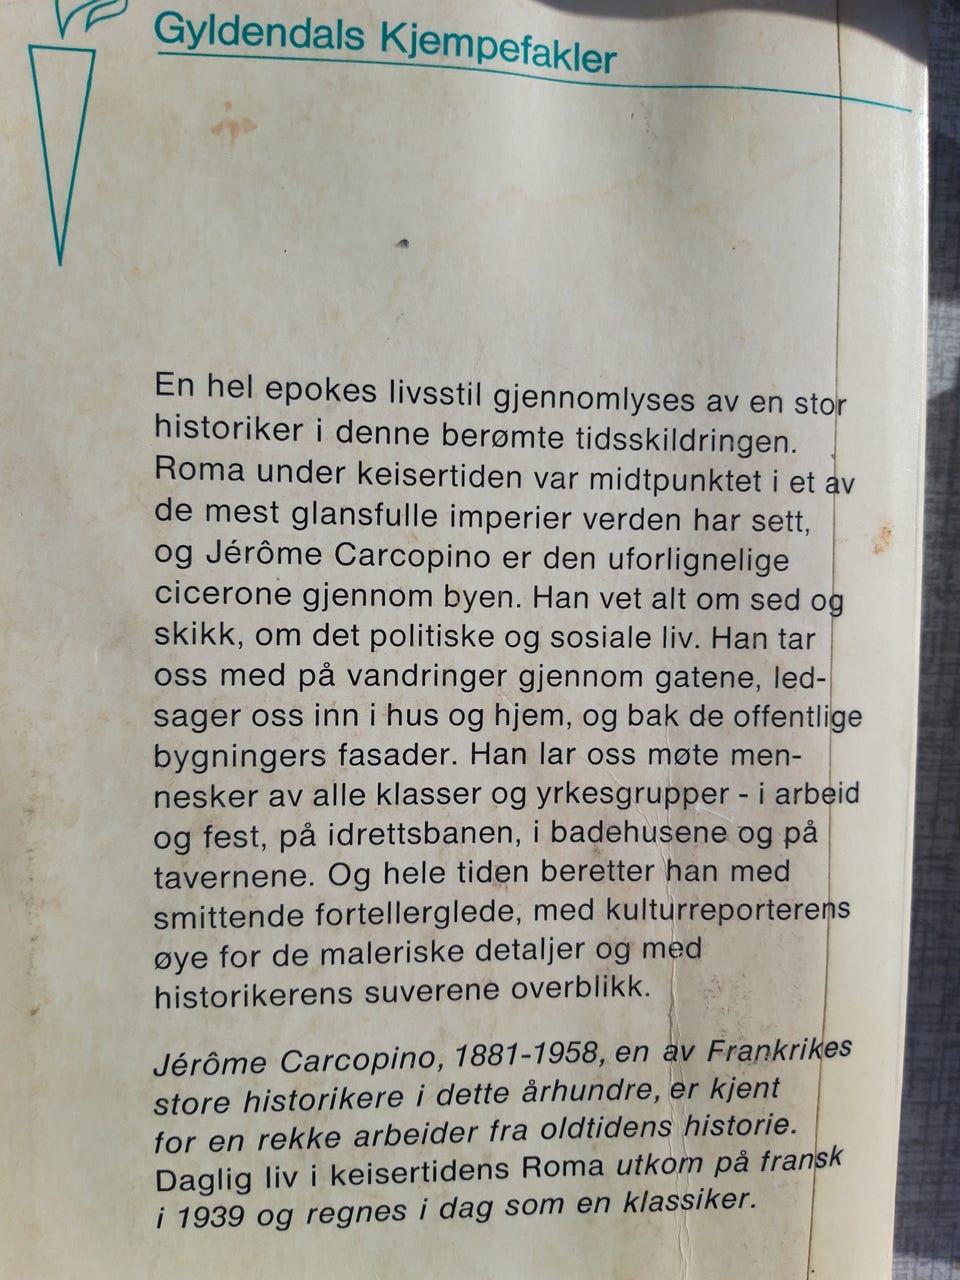 Gyldendals Kjempefakler
En hel epokes livsstil gjennomlyses av en stor
historiker i denne berømte tidsskildringen.
Roma under keisertiden var midtpunktet i et av
de mest glansfulle imperier verden har sett,
og Jérôme Carcopino er den uforlignelige
cicerone gjennom byen. Han vet alt om sed og
skikk, om det politiske og sosiale liv. Han tar
oss med på vandringer gjennom gatene, led-
sager oss inn i hus og hjem, og bak de offentlige
bygningers fasader. Han lar oss møte men-
nesker av alle klasser og yrkesgrupper - i arbeid
og fest, på idrettsbanen, i badehusene og på
tavernene. Og hele tiden beretter han med
smittende fortellerglede, med kulturreporterens
øye for de maleriske detaljer og med
historikerens suverene overblikk.
Jérôme Carcopino, 1881-1958, en av Frankrikes
store historikere i dette århundre, er kjent
for en rekke arbeider fra oldtidens historie.
Daglig liv i keisertidens Roma utkom på fransk
i 1939 og regnes i dag som en klassiker.